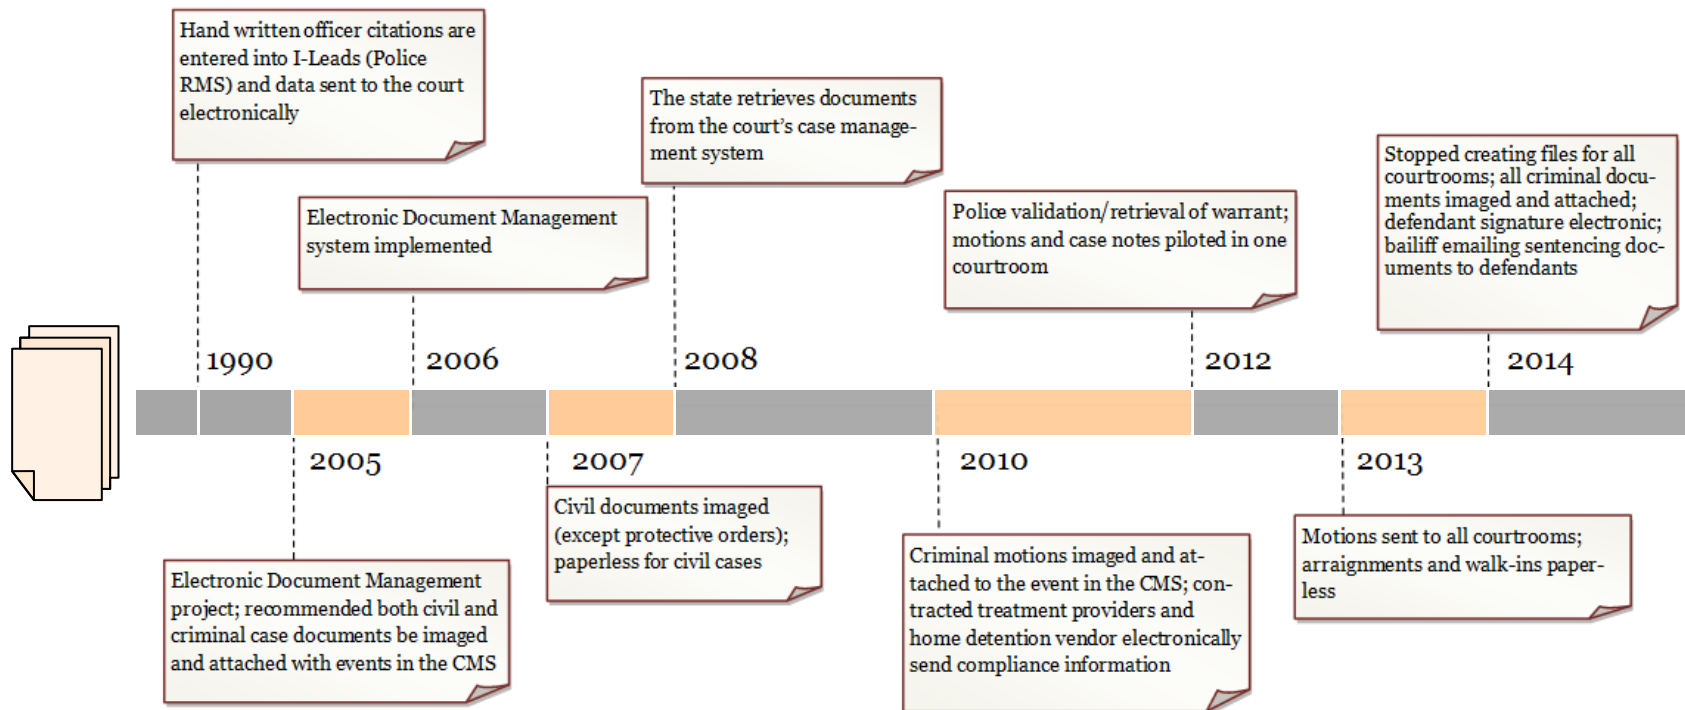 Hand written officer citations are
entered into I-Leads (Police
RMS) and data sent to the court
electronically
The state retrieves documents
from the court's case manage-
ment system
Stopped creating files for all
courtrooms; all criminal docu-
ments imaged and attached;
defendant signature electronic;
bailiff emailing sentencing doc-
uments to defendants
Electronic Document Management
system implemented
Police validation/retrieval of warrant;
motions and case notes piloted in one
courtroom
1990
2006
2008
2012
2014
2005
2007
2010
2013
Civil documents imaged
(except protective orders);
paperless for civil cases
Electronic Document Management
project; recommended both civil and
criminal case documents be imaged
and attached with events in the CMS
Criminal motions imaged and at-
tached to the event in the CMS; con-
tracted treatment providers and
home detention vendor electronically
send compliance information
Motions sent to all courtrooms;
arraignments and walk-ins paper-
less